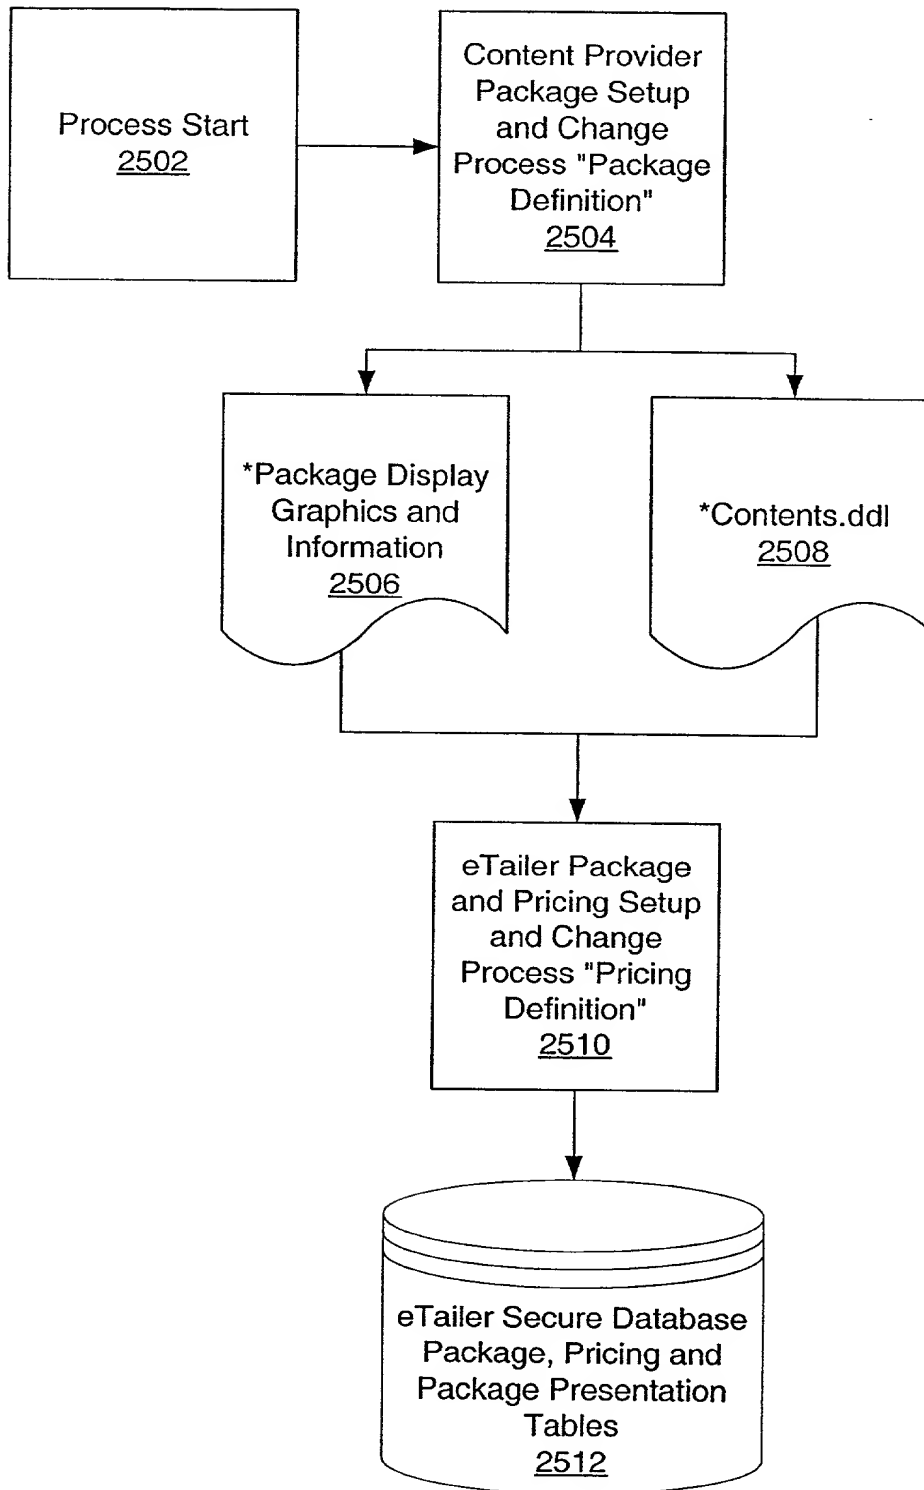 Process Start
2502
Content Provider
Package Setup
and Change
Process "Package
Definition"
2504
*Package Display
Graphics and
Information
2506
*Contents.ddl
2508
eTailer Package
and Pricing Setup
and Change
Process "Pricing
Definition"
2510
eTailer Secure Database
Package, Pricing and
Package Presentation
Tables
2512